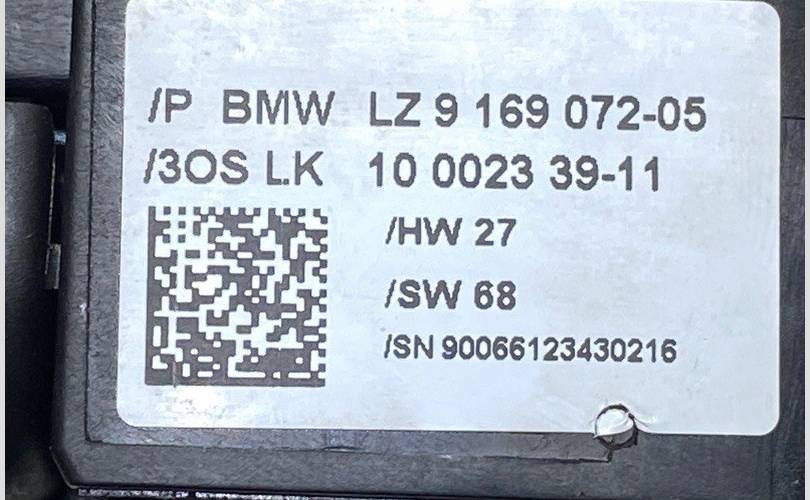 /P BMW LZ 9 169 072-05
/3OS LK 10 0023 39-11
/HW 27
/SW 68
/SN 90066123430216